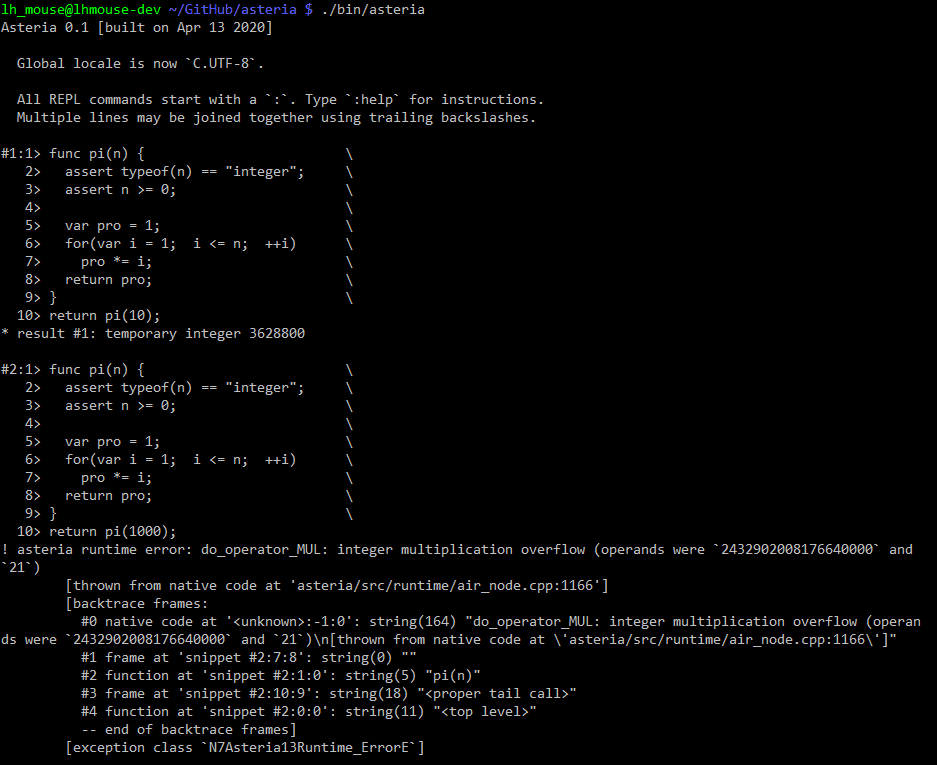 lh_mouse@lhmouse-dev ~/GitHub/asteria $ ./bin/asteria
Asteria 0.1 [built on Apr 13 2020]
  Global locale is now `C.UTF-8`.
  All REPL commands start with a `:`. Type `:help` for instructions.
  Multiple lines may be joined together using trailing backslashes.
#1:1> func pi(n) {                         \
   2>   assert typeof(n) == "integer";     \
   3>   assert n >= 0;                     \
   4>                                      \
   5>   var pro = 1;                       \
   6>   for(var i = 1;  i <= n;  ++i)      \
   7>     pro *= i;                        \
   8>   return pro;                        \
   9> }                                    \
  10> return pi(10);
* result #1: temporary integer 3628800
#2:1> func pi(n) {                         \
   2>   assert typeof(n) == "integer";     \
   3>   assert n >= 0;                     \
   4>                                      \
   5>   var pro = 1;                       \
   6>   for(var i = 1;  i <= n;  ++i)      \
   7>     pro *= i;                        \
   8>   return pro;                        \
   9> }                                    \
  10> return pi(1000);
! asteria runtime error: do_operator_MUL: integer multiplication overflow (operands were `2432902008176640000` and
`21`)
        [thrown from native code at 'asteria/src/runtime/air_node.cpp:1166']
        [backtrace frames:
          #0 native code at '<unknown>:-1:0': string(164) "do_operator_MUL: integer multiplication overflow (operan
ds were `2432902008176640000` and `21`)\n[thrown from native code at \'asteria/src/runtime/air_node.cpp:1166\']"
          #1 frame at 'snippet #2:7:8': string(0) ""
          #2 function at 'snippet #2:1:0': string(5) "pi(n)"
          #3 frame at 'snippet #2:10:9': string(18) "<proper tail call>"
          #4 function at 'snippet #2:0:0': string(11) "<top level>"
          -- end of backtrace frames]
        [exception class `N7Asteria13Runtime_ErrorE`]